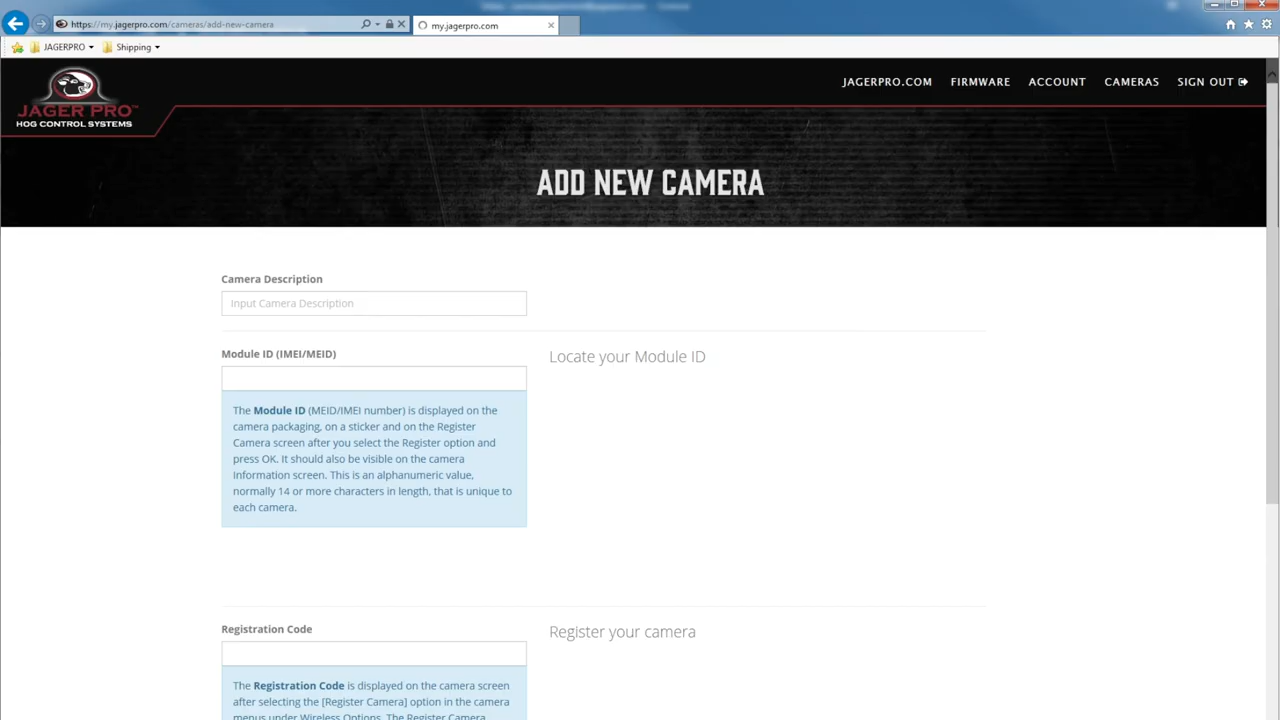 https://my.jagerpro.com/cameras/add-new-camera
my.jagerpro.com
JAGERPRO
Shipping
JAGER PRO™
HOG CONTROL SYSTEMS
JAGERPRO.COM FIRMWARE ACCOUNT CAMERAS SIGN OUT
ADD NEW CAMERA
Camera Description
Input Camera Description
Module ID (IMEI/MEID)
Locate your Module ID
The Module ID (MEID/IMEI number) is displayed on the
camera packaging, on a sticker and on the Register
Camera screen after you select the Register option and
press OK. It should also be visible on the camera
Information screen. This is an alphanumeric value,
normally 14 or more characters in length, that is unique to
each camera.
Registration Code
Register your camera
The Registration Code is displayed on the camera screen
after selecting the [Register Camera] option in the camera
menus under Wireless Options. The Register Camera